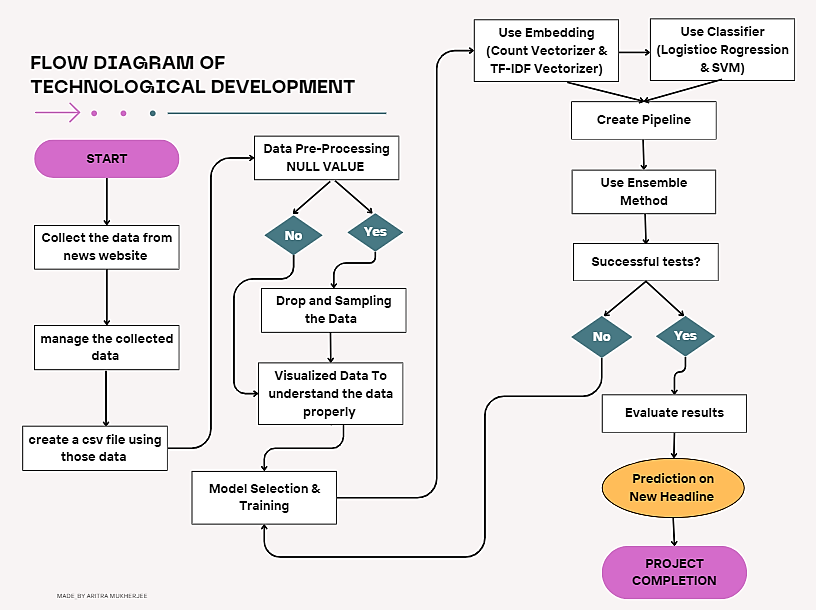 FLOW DIAGRAM OF
TECHNOLOGICAL DEVELOPMENT
START
Collect the data from
news website
manage the collected
data
create a csv file using
those data
Data Pre-Processing
NULL VALUE
No
Yes
Drop and Sampling
the Data
Visualized Data To
understand the data
properly
Model Selection &
Training
Use Embedding
(Count Vectorizer &
TF-IDF Vectorizer)
Use Classifier
(Logistioc Rogression
& SVM)
Create Pipeline
Use Ensemble
Method
Successful tests?
No
Yes
Evaluate results
Prediction on
New Headline
PROJECT
COMPLETION
MADE_BY ARITRA MUKHERJEE